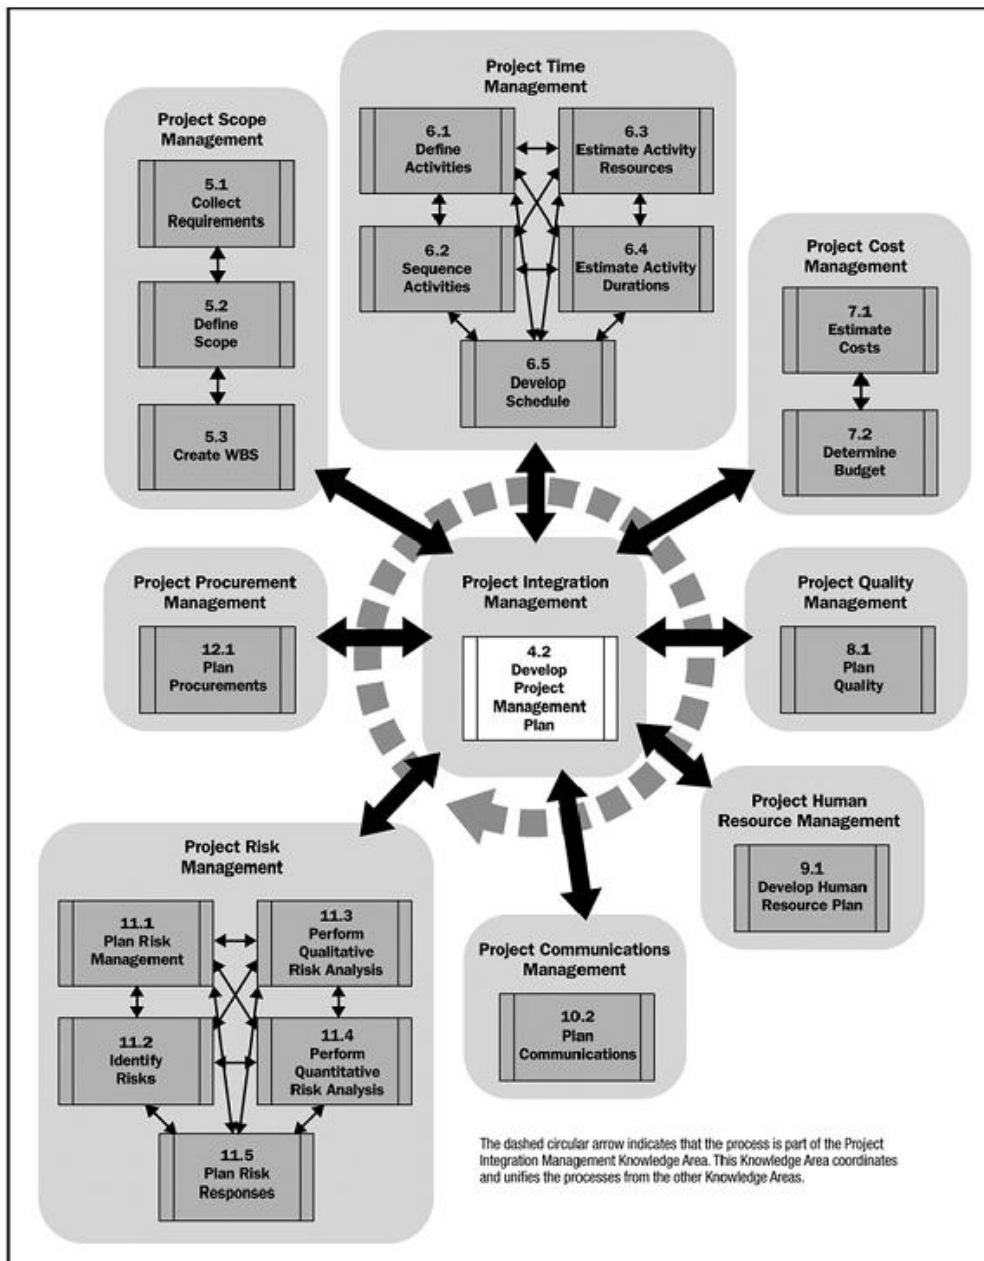 Project Time
Management
6.1
Define
Activities
6.3
Estimate Activity
Resources
6.2
Sequence
Activities
6.4
Estimate Activity
Durations
6.5
Develop
Schedule
Project Scope
Management
5.1
Collect
Requirements
5.2
Define
Scope
5.3
Create WBS
Project Cost
Management
7.1
Estimate
Costs
7.2
Determine
Budget
Project Procurement
Management
12.1
Plan
Procurements
Project Integration
Management
4.2
Develop
Project
Management
Plan
Project Quality
Management
8.1
Plan
Quality
Project Human
Resource Management
9.1
Develop Human
Resource Plan
Project Risk
Management
11.1
Plan Risk
Management
11.3
Perform
Qualitative
Risk Analysis
11.2
Identify
Risks
11.4
Perform
Quantitative
Risk Analysis
11.5
Plan Risk
Responses
Project Communications
Management
10.2
Plan
Communications
The dashed circular arrow indicates that the process is part of the Project
Integration Management Knowledge Area. This Knowledge Area coordinates
and unifies the processes from the other Knowledge Areas.